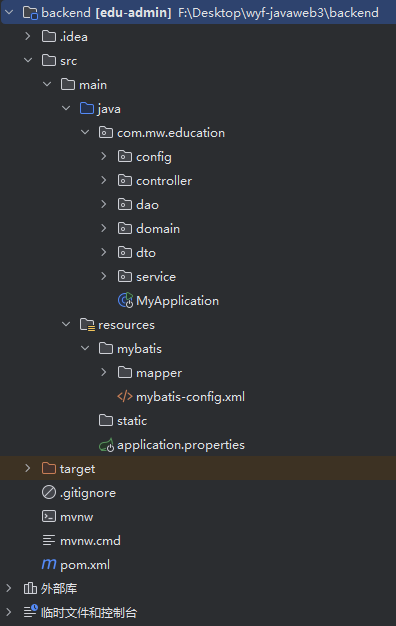 backend [edu-admin] F:\Desktop\wyf-javaweb3\backend
.idea
src
main
java
com.mw.education
config
controller
dao
domain
dto
service
MyApplication
resources
mybatis
mapper
mybatis-config.xml
static
application.properties
target
.gitignore
mvnw
mvnw.cmd
pom.xml
外部库
临时文件和控制台